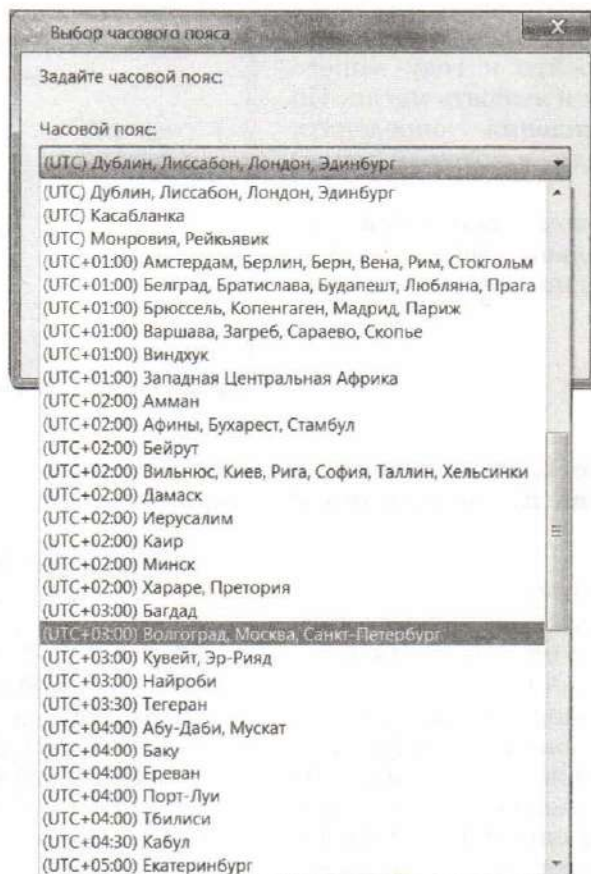 Выбор часового пояса
Задайте часовой пояс:
Часовой пояс:
(UTC) Дублин, Лиссабон, Лондон, Эдинбург
(UTC) Дублин, Лиссабон, Лондон, Эдинбург
(UTC) Касабланка
(UTC) Монровия, Рейкьявик
(UTC+01:00) Амстердам, Берлин, Берн, Вена, Рим, Стокгольм
(UTC+01:00) Белград, Братислава, Будапешт, Любляна, Прага
(UTC+01:00) Брюссель, Копенгаген, Мадрид, Париж
(UTC+01:00) Варшава, Загреб, Сараево, Скопье
(UTC+01:00) Виндхук
(UTC+01:00) Западная Центральная Африка
(UTC+02:00) Амман
(UTC+02:00) Афины, Бухарест, Стамбул
(UTC+02:00) Бейрут
(UTC+02:00) Вильнюс, Киев, Рига, София, Таллин, Хельсинки
(UTC+02:00) Дамаск
(UTC+02:00) Иерусалим
(UTC+02:00) Каир
(UTC+02:00) Минск
(UTC+02:00) Хараре, Претория
(UTC+03:00) Багдад
(UTC+03:00) Волгоград, Москва, Санкт-Петербург
(UTC+03:00) Кувейт, Эр-Рияд
(UTC+03:00) Найроби
(UTC+03:30) Тегеран
(UTC+04:00) Абу-Даби, Мускат
(UTC+04:00) Баку
(UTC+04:00) Ереван
(UTC+04:00) Порт-Луи
(UTC+04:00) Тбилиси
(UTC+04:30) Кабул
(UTC+05:00) Екатеринбург